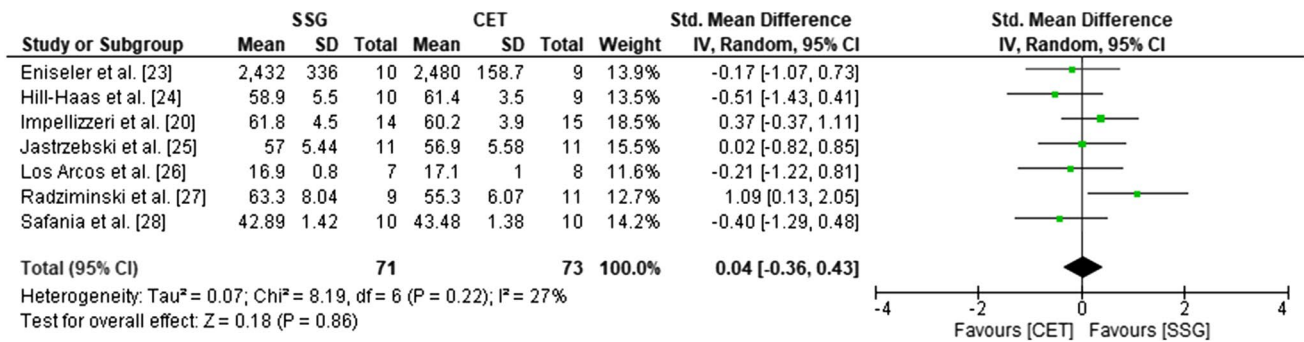 SSG CET Std. Mean Difference Std. Mean Difference
Study or Subgroup Mean SD Total Mean SD Total Weight IV, Random, 95% CI IV, Random, 95% CI
Eniseler et al. [23] 2,432 336 10 2,480 158.7 9 13.9% -0.17 [-1.07, 0.73]
Hill-Haas et al. [24] 58.9 5.5 10 61.4 3.5 9 13.5% -0.51 [-1.43, 0.41]
Impellizzeri et al. [20] 61.8 4.5 14 60.2 3.9 15 18.5% 0.37 [-0.37, 1.11]
Jastrzebski et al. [25] 57 5.44 11 56.9 5.58 11 15.5% 0.02 [-0.82, 0.85]
Los Arcos et al. [26] 16.9 0.8 7 17.1 1 8 11.6% -0.21 [-1.22, 0.81]
Radziminski et al. [27] 63.3 8.04 9 55.3 6.07 11 12.7% 1.09 [0.13, 2.05]
Safania et al. [28] 42.89 1.42 10 43.48 1.38 10 14.2% -0.40 [-1.29, 0.48]
Total (95% CI) 71 73 100.0% 0.04 [-0.36, 0.43]
Heterogeneity: Tau² = 0.07; Chi² = 8.19, df = 6 (P = 0.22); I² = 27%
Test for overall effect: Z = 0.18 (P = 0.86)
-4 -2 0 2 4
Favours [CET] Favours [SSG]